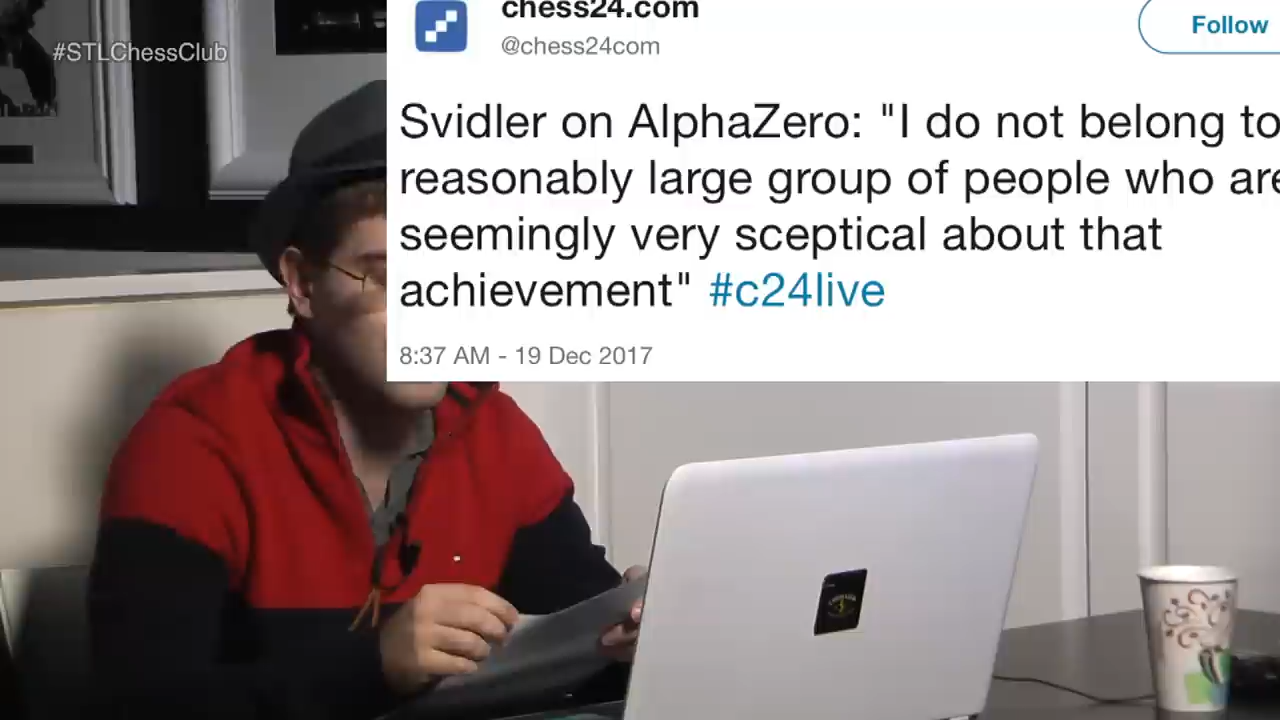 #STLChessClub
chess24.com
@chess24com
Follow
Svidler on AlphaZero: "I do not belong to
reasonably large group of people who are
seemingly very sceptical about that
achievement" #c24live
8:37 AM - 19 Dec 2017